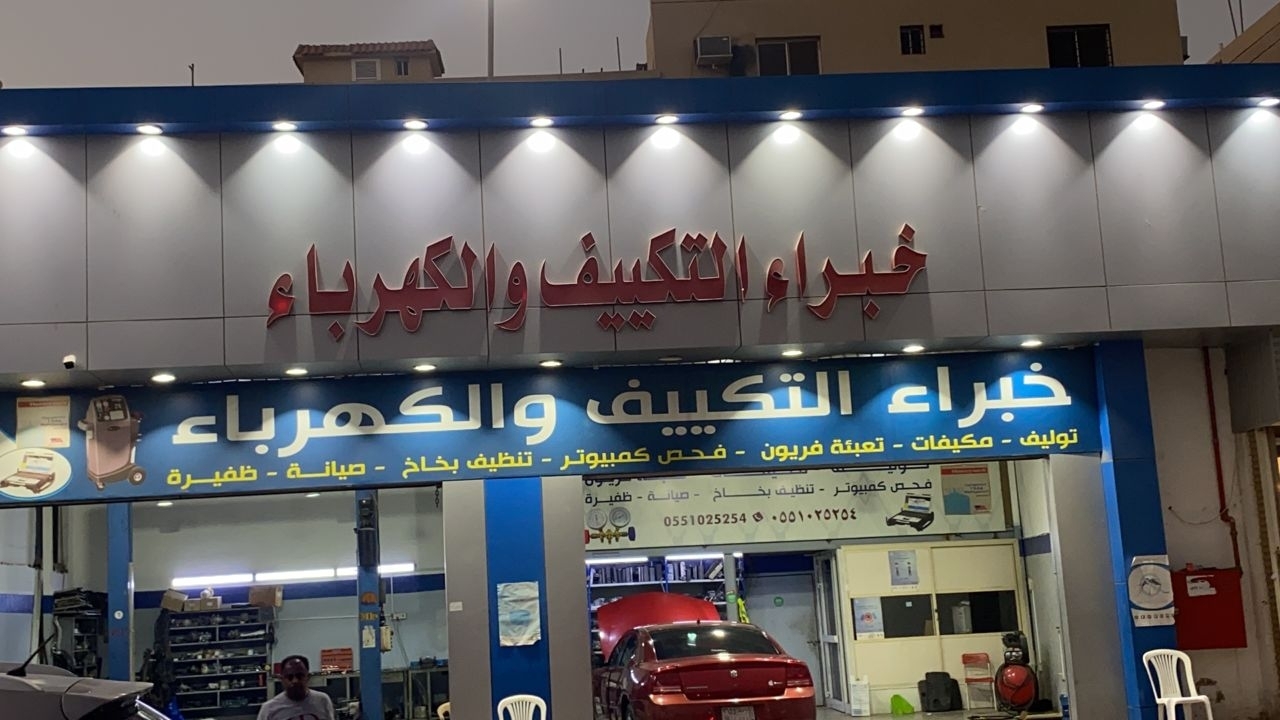 خبراء التكييف والكهرباء
خبراء التكييف والكهرباء
توليف - مكيفات - تعبئة فريون - فحص كمبيوتر - تنظيف بخاخ - صيانة - ظفيرة
فحص كمبيوتر - تنظيف بخاخ - صيانة - ظفيرة
0551025254 ٠٥٥١٠٢٥٢٥٤